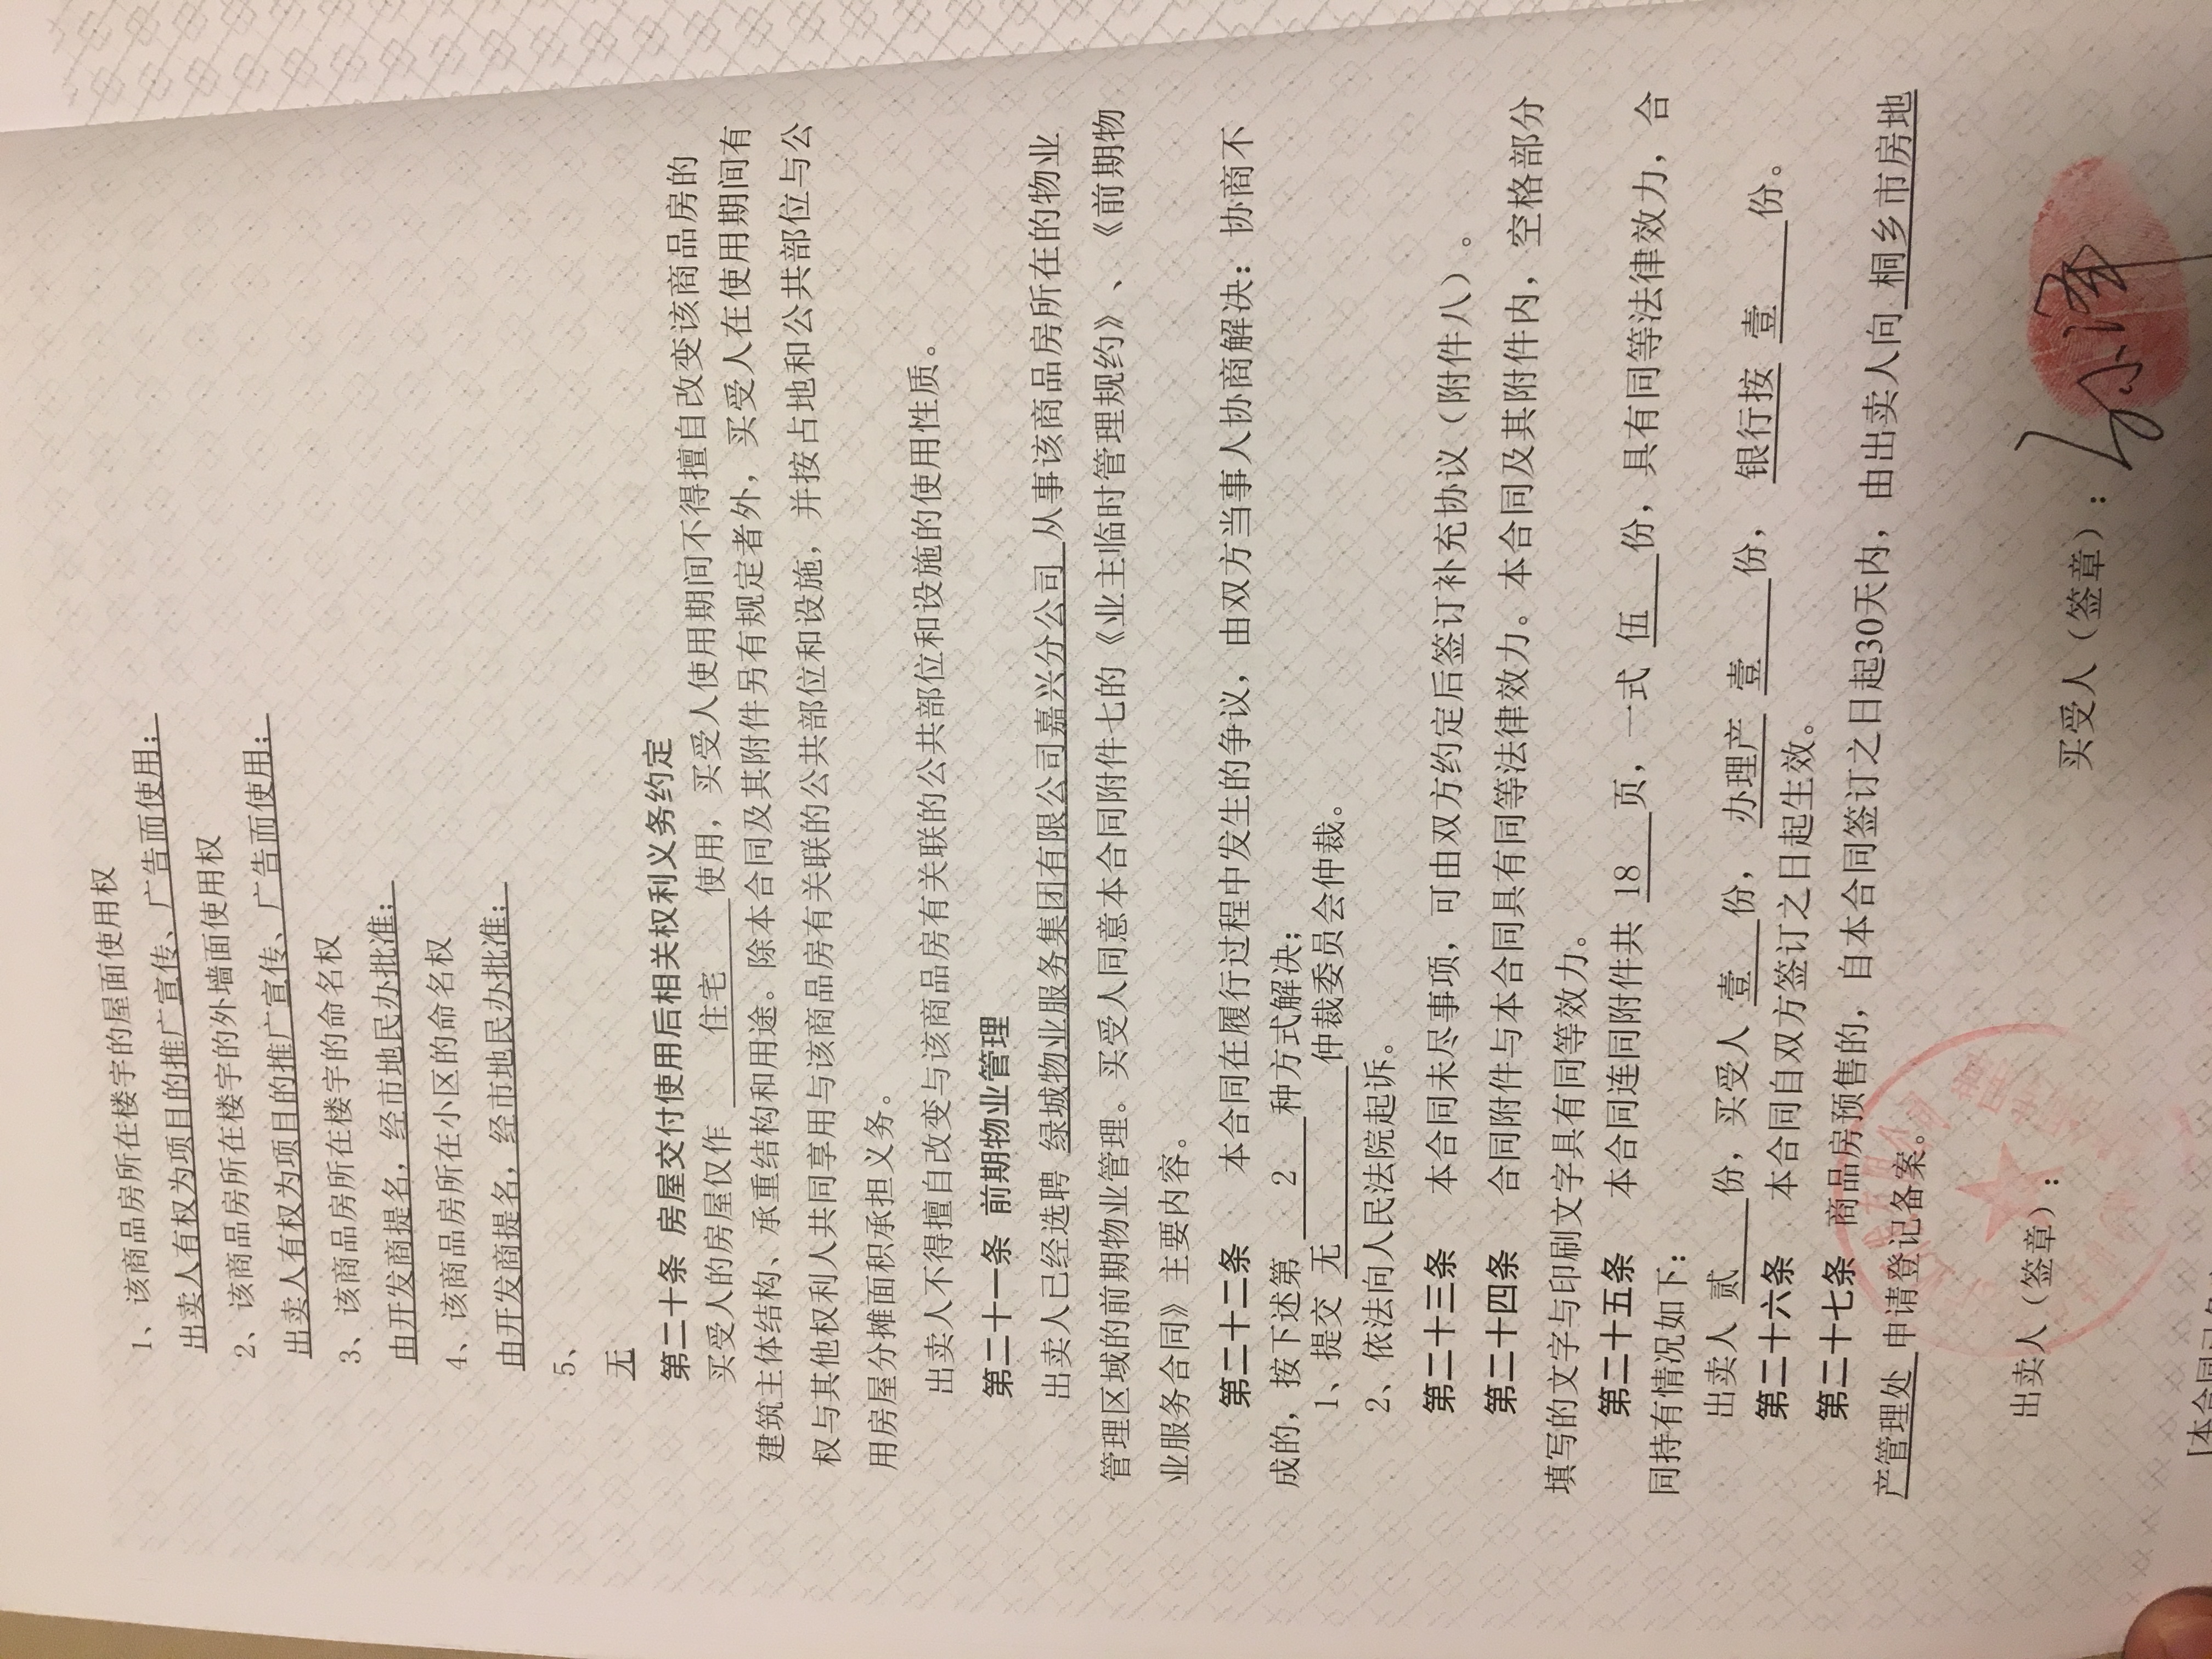 1、该商品房所在楼宇的屋面使用权
出卖人有权为项目的推广宣传、广告而使用；
2、该商品房所在楼宇的外墙面使用权
出卖人有权为项目的推广宣传、广告而使用；
3、该商品房所在楼宇的命名权
由开发商提名，经市地民办批准；
4、该商品房所在小区的命名权
由开发商提名，经市地民办批准；
5、
无
第二十条 房屋交付使用后相关权利义务约定
买受人的房屋仅作 住宅 使用，买受人使用期间不得擅自改变该商品房的
建筑主体结构、承重结构和用途。除本合同及其附件另有规定者外，买受人在使用期间有
权与其他权利人共同享用与该商品房有关联的公共部位和设施，并按占地和公共部位与公
用房屋分摊面积承担义务。
出卖人不得擅自改变与该商品房有关联的公共部位和设施的使用性质。
第二十一条 前期物业管理
出卖人已经选聘 绿城物业服务集团有限公司嘉兴分公司 从事该商品房所在的物业
管理区域的前期物业管理。买受人同意本合同附件七的《业主临时管理规约》、《前期物
业服务合同》主要内容。
第二十二条 本合同在履行过程中发生的争议，由双方当事人协商解决：协商不
成的，按下述第 2 种方式解决；
1、提交 无 仲裁委员会仲裁。
2、依法向人民法院起诉。
第二十三条 本合同未尽事项，可由双方约定后签订补充协议（附件八）。
第二十四条 合同附件与本合同具有同等法律效力。本合同及其附件内，空格部分
填写的文字与印刷文字具有同等效力。
第二十五条 本合同连同附件共 18 页，一式 伍 份，具有同等法律效力，合
同持有情况如下：
出卖人 贰 份，买受人 壹 份， 办理产 壹 份， 银行按 壹 份。
第二十六条 本合同自双方签订之日起生效。
第二十七条 商品房预售的，自本合同签订之日起30天内，由出卖人向 桐乡市房地
产管理处 申请登记备案。
出卖人（签章）：
买受人（签章）：孙泽
[本合同已